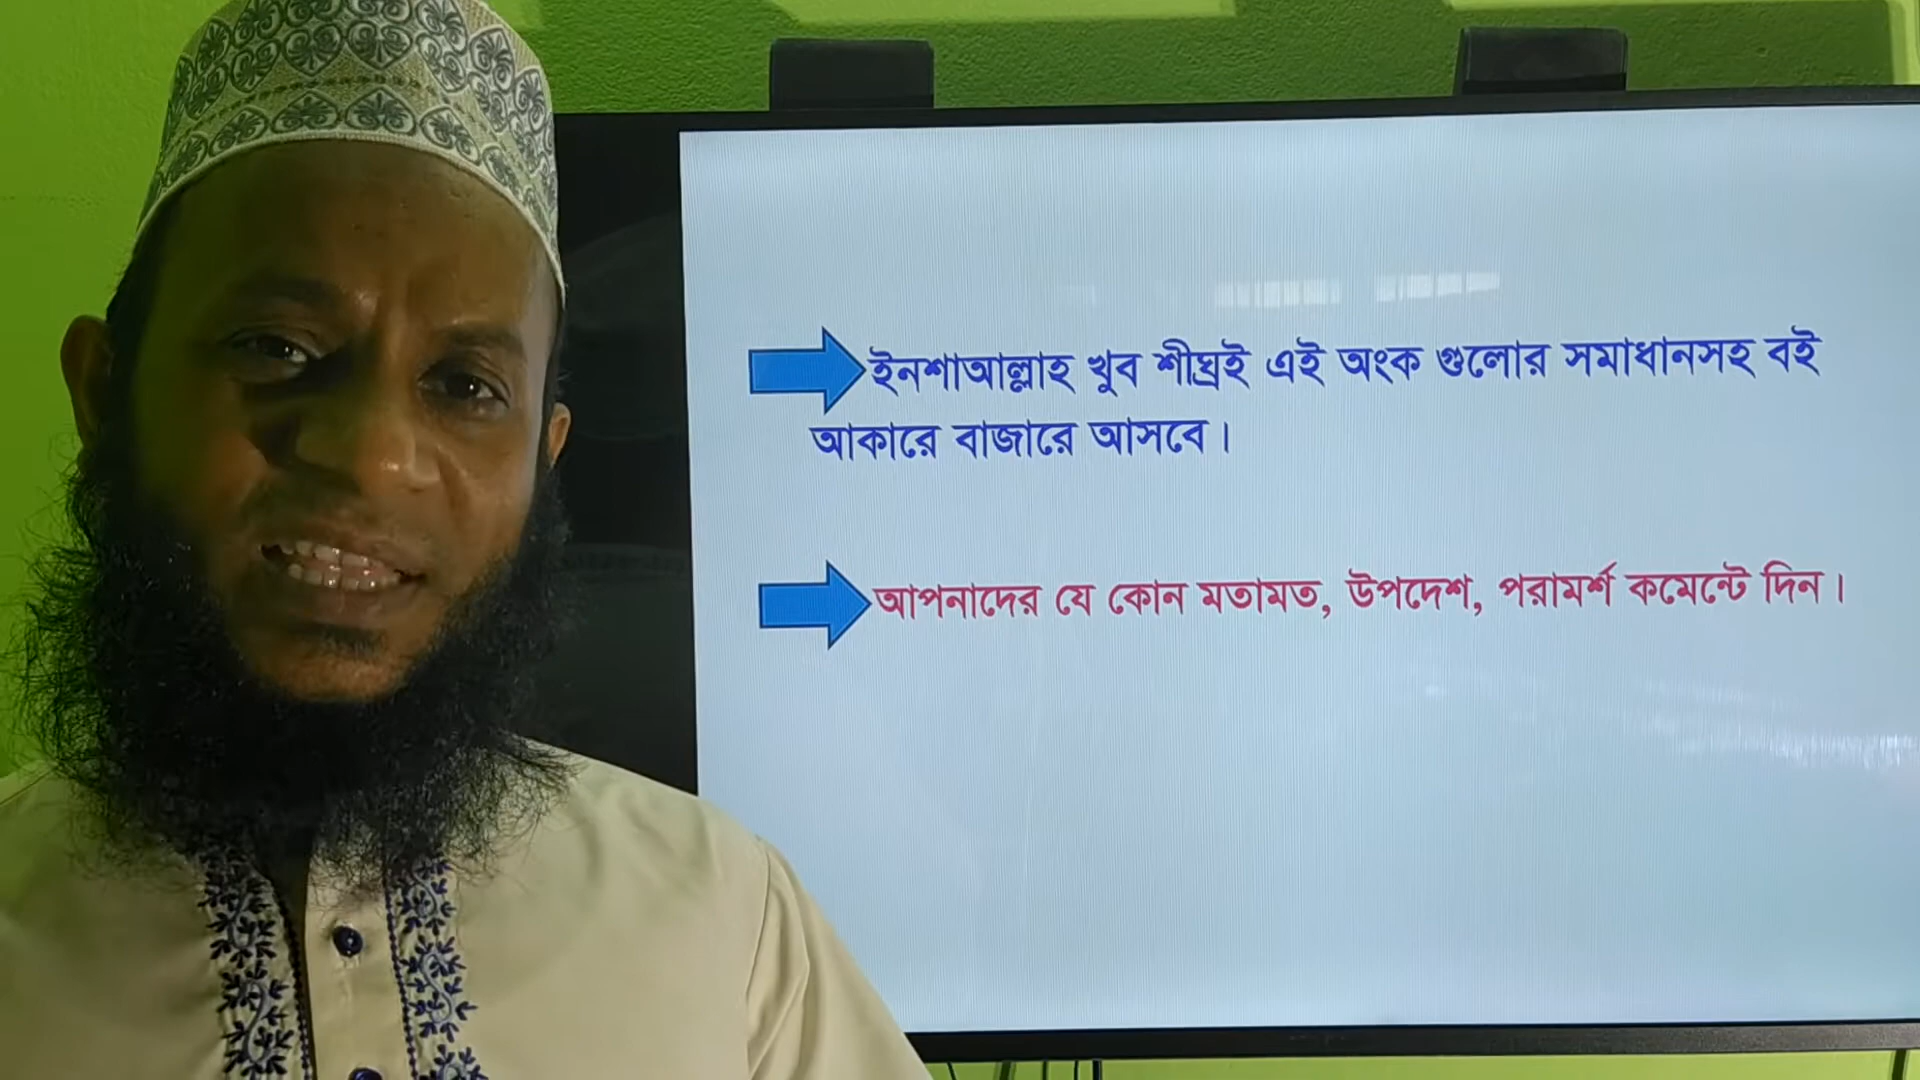 ইনশাআল্লাহ খুব শীঘ্রই এই অংক গুলোর সমাধানসহ বই
আকারে বাজারে আসবে।
আপনাদের যে কোন মতামত, উপদেশ, পরামর্শ কমেন্টে দিন।